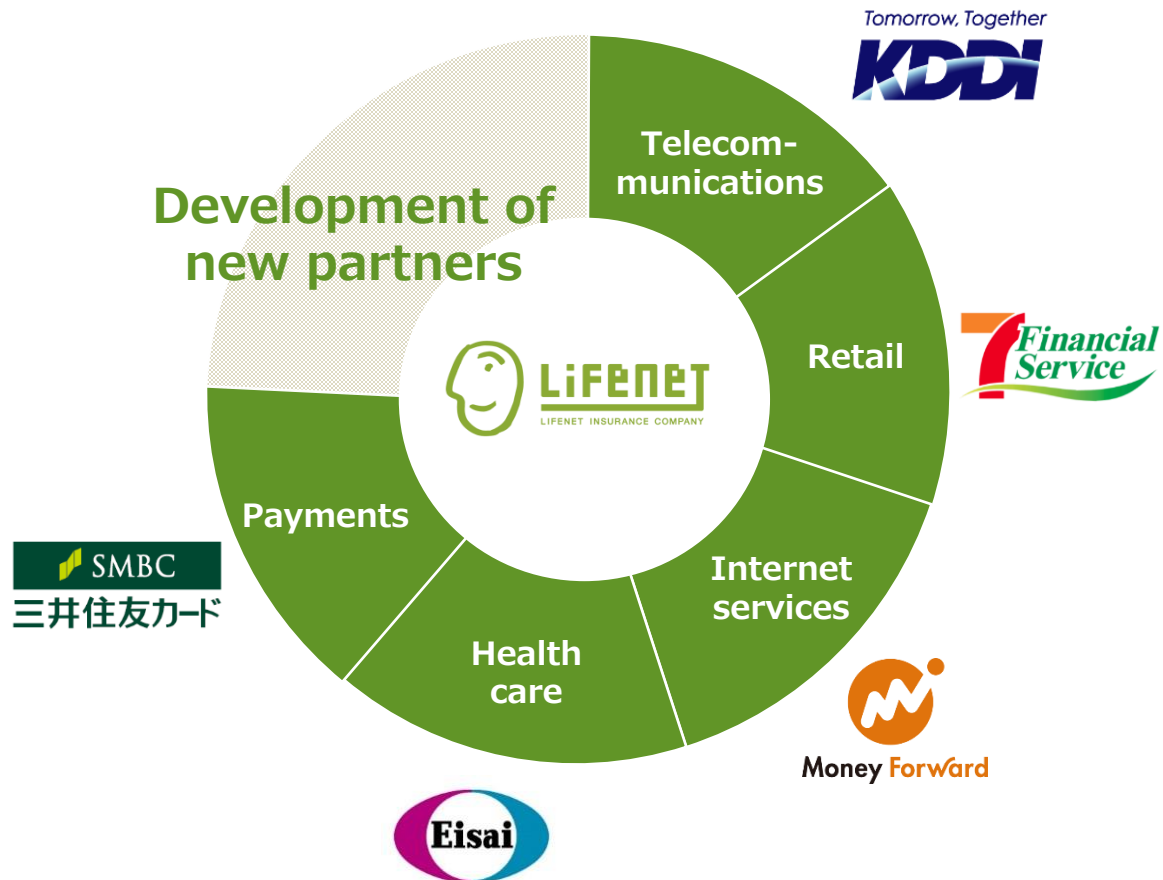 Tomorrow, Together
KDDI
Telecom-
munications
Development of
new partners
7 Financial
Service
Retail
LiFENET
LIFENET INSURANCE COMPANY
Payments
SMBC
三井住友カード
Internet
services
Health
care
Money Forward
Eisai